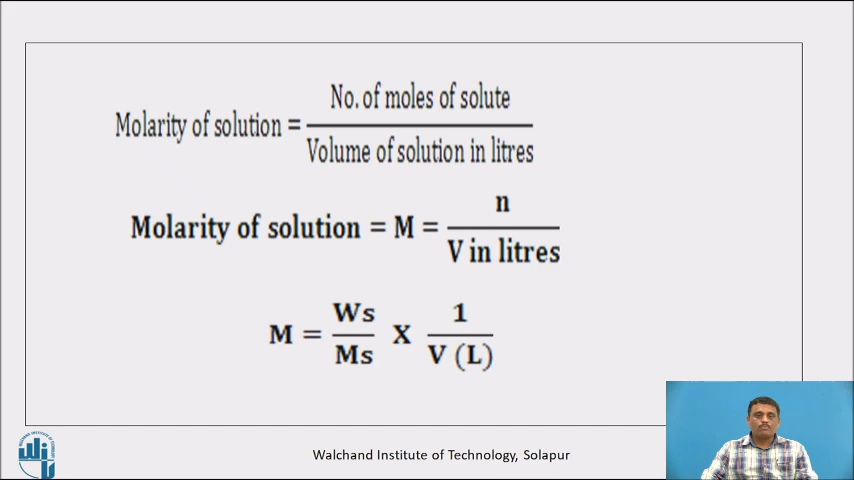 No. of moles of solute
Molarity of solution =
Volume of solution in litres
n
Molarity of solution = M =
V in litres
Ws 1
M = X
Ms V (L)
Walchand Institute of Technology, Solapur